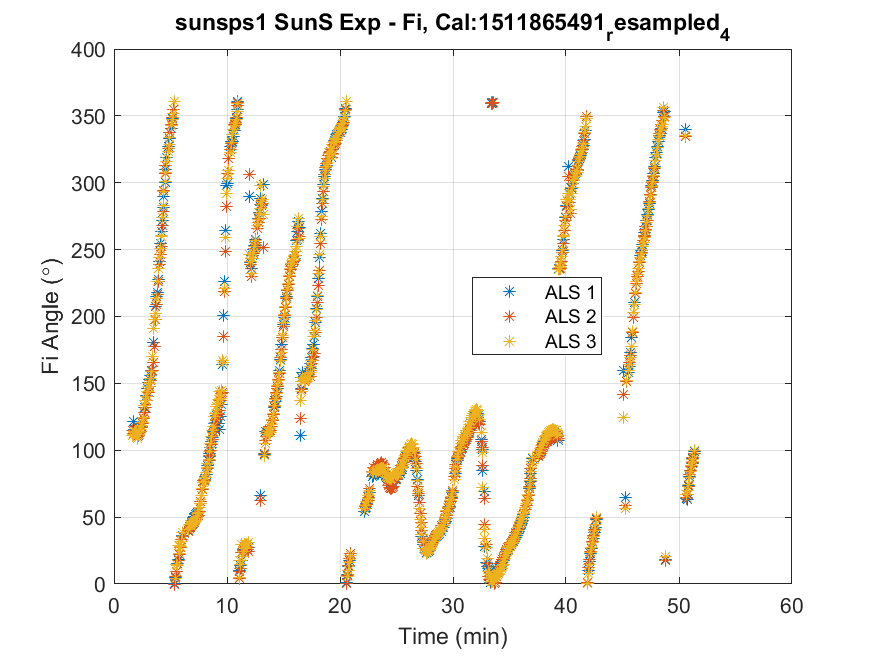 sunsps1 SunS Exp - Fi, Cal:1511865491resampled4
400
350
300
250
200
150
100
50
0
Fi Angle (°)
ALS 1
ALS 2
ALS 3
0 10 20 30 40 50 60
Time (min)